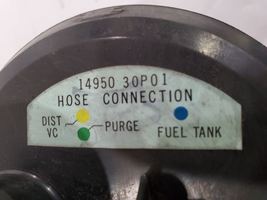 14950 30P01
HOSE CONNECTION
DIST
VC
PURGE
FUEL TANK